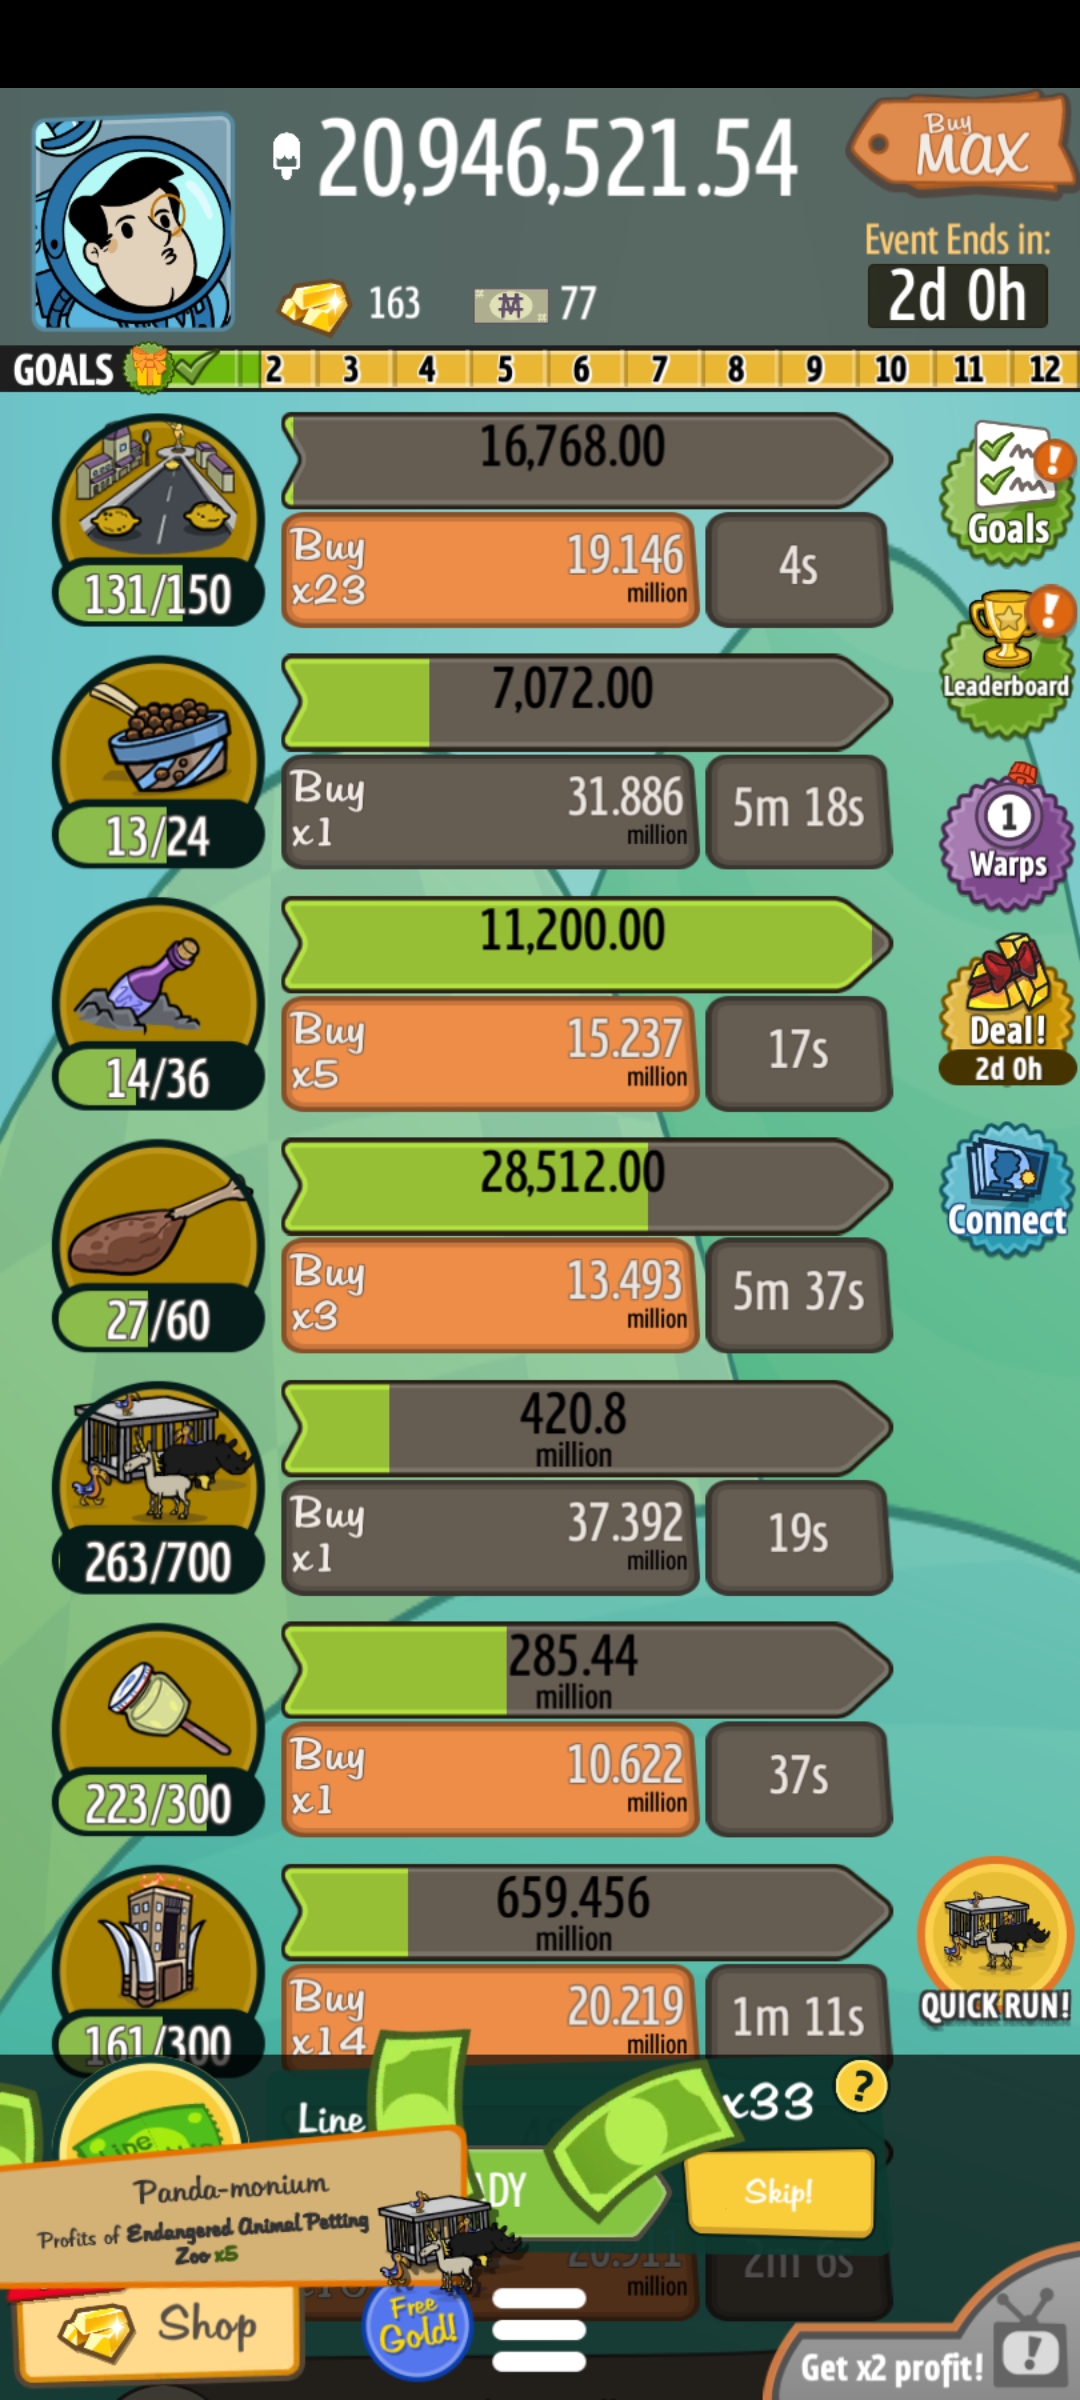 20,946,521.54
Buy
MAX
Event Ends in:
2d 0h
163
77
GOALS 2 3 4 5 6 7 8 9 10 11 12
16,768.00
131/150
Buy
x23
19.146
million
4s
Goals
7,072.00
13/24
Buy
x1
31.886
million
5m 18s
Leaderboard
1
Warps
11,200.00
14/36
Buy
x5
15.237
million
17s
Deal!
2d 0h
28,512.00
27/60
Buy
x3
13.493
million
5m 37s
Connect
420.8
million
263/700
Buy
x1
37.392
million
19s
285.44
million
223/300
Buy
x1
10.622
million
37s
659.456
million
161/300
Buy
x14
20.219
million
1m 11s
QUICK RUN!
Line
x33
?
ADY
Skip!
Panda-monium
Profits of Endangered Animal Petting
Zoo x5
20.911
million
2m 6s
Shop
Free
Gold!
Get x2 profit!